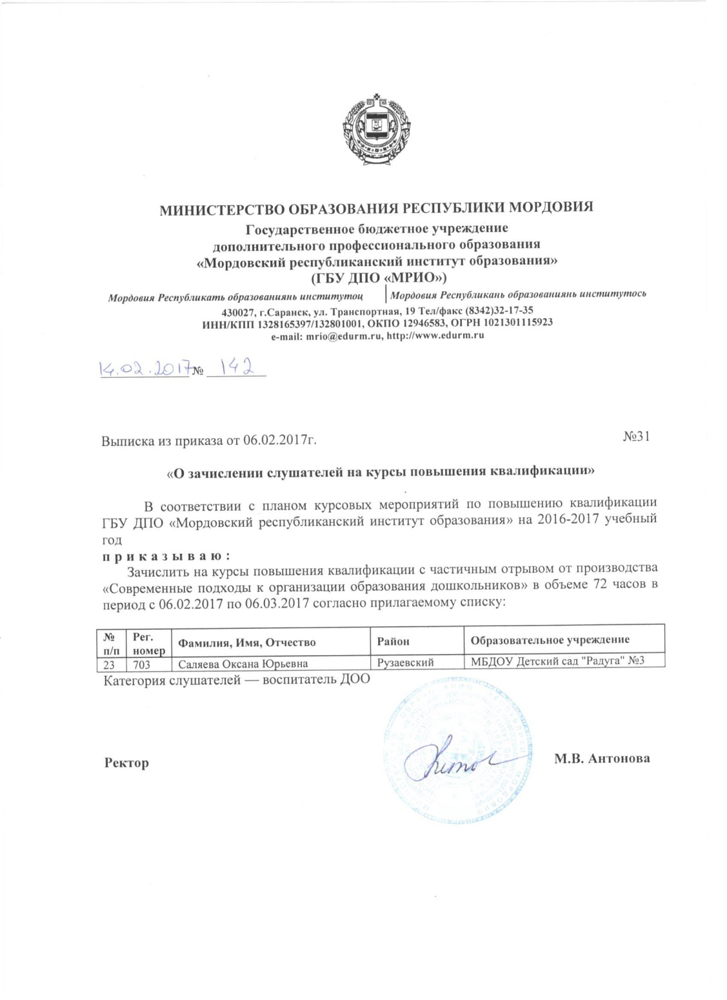 МИНИСТЕРСТВО ОБРАЗОВАНИЯ РЕСПУБЛИКИ МОРДОВИЯ
Государственное бюджетное учреждение
дополнительного профессионального образования
«Мордовский республиканский институт образования»
(ГБУ ДПО «МРИО»)
Мордовия Республикать образованиянь институтоц | Мордовия Республикань образованиянь институтось
430027, г.Саранск, ул. Транспортная, 19 Тел/факс (8342)32-17-35
ИНН/КПП 1328165397/132801001, ОКПО 12946583, ОГРН 1021301115923
e-mail: mrio@edurm.ru, http://www.edurm.ru
14.02.2017 № 142
Выписка из приказа от 06.02.2017г. №31
«О зачислении слушателей на курсы повышения квалификации»
В соответствии с планом курсовых мероприятий по повышению квалификации
ГБУ ДПО «Мордовский республиканский институт образования» на 2016-2017 учебный
год
п р и к а з ы в а ю :
Зачислить на курсы повышения квалификации с частичным отрывом от производства
«Современные подходы к организации образования дошкольников» в объеме 72 часов в
период с 06.02.2017 по 06.03.2017 согласно прилагаемому списку:
№ п/п Рег. номер Фамилия, Имя, Отчество Район Образовательное учреждение
23 703 Саляева Оксана Юрьевна Рузаевский МБДОУ Детский сад "Радуга" №3
Категория слушателей — воспитатель ДОО
Ректор М.В. Антонова